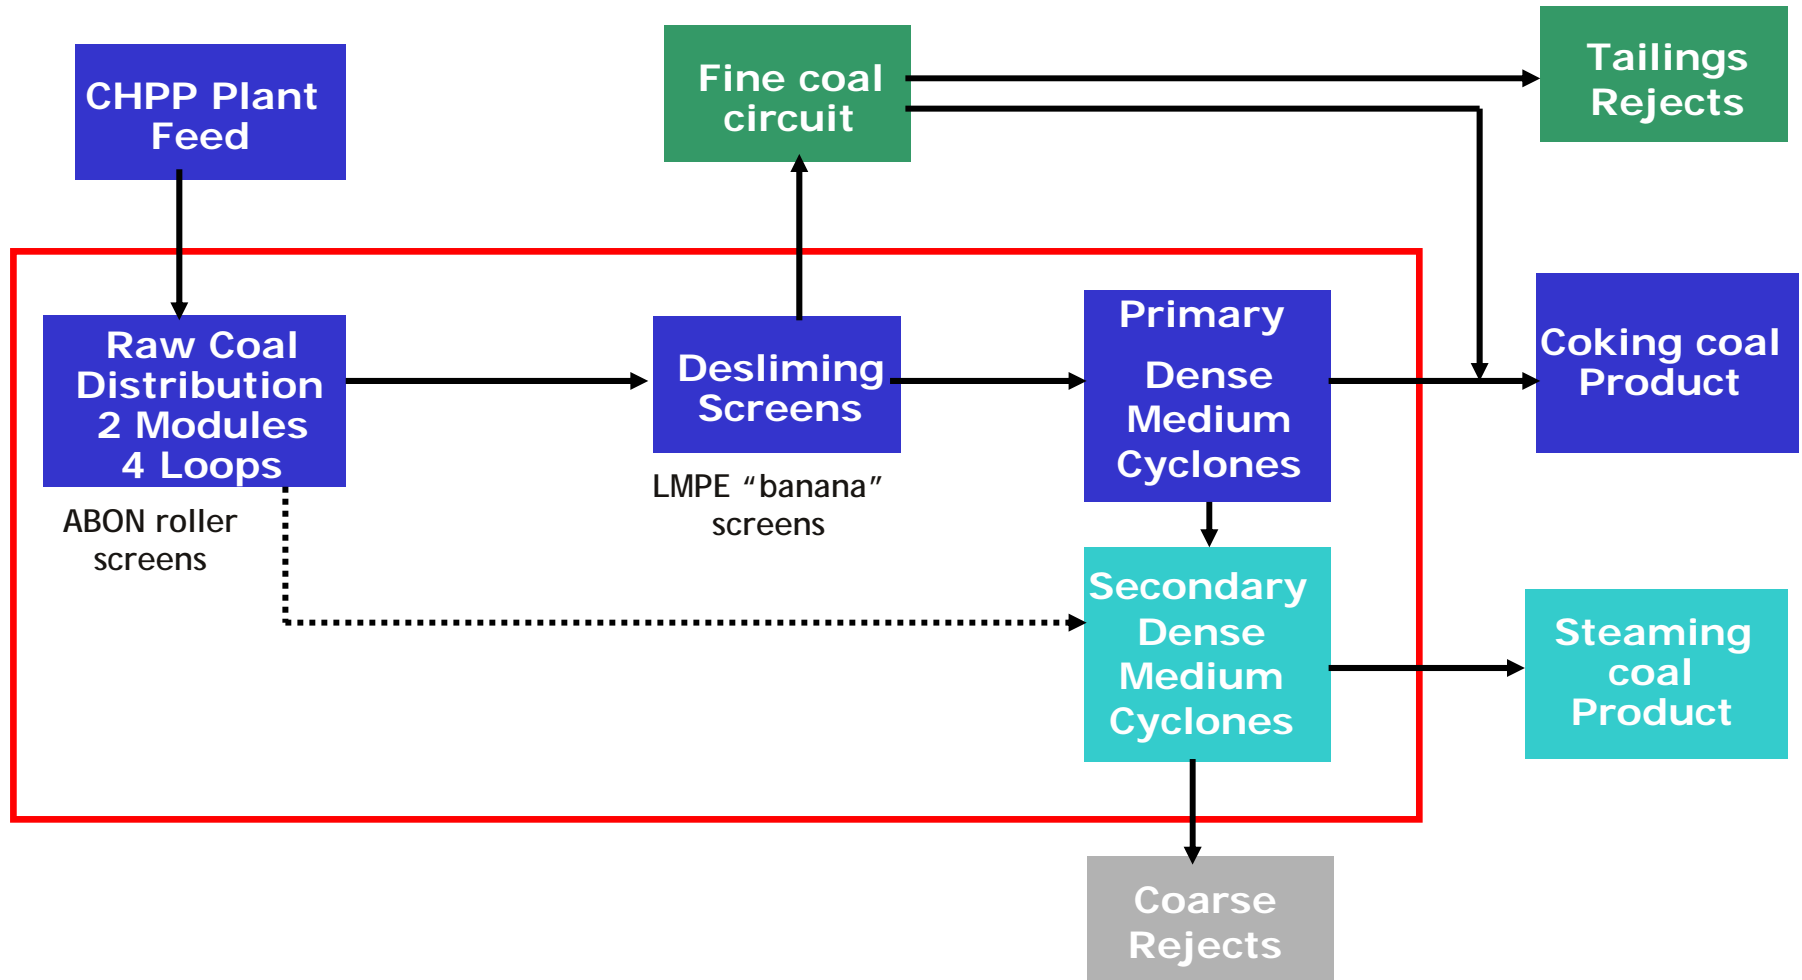 CHPP Plant
Feed
Fine coal
circuit
Tailings
Rejects
Raw Coal
Distribution
2 Modules
4 Loops
ABON roller
screens
Desliming
Screens
LMPE “banana”
screens
Primary
Dense
Medium
Cyclones
Coking coal
Product
Secondary
Dense
Medium
Cyclones
Steaming
coal
Product
Coarse
Rejects